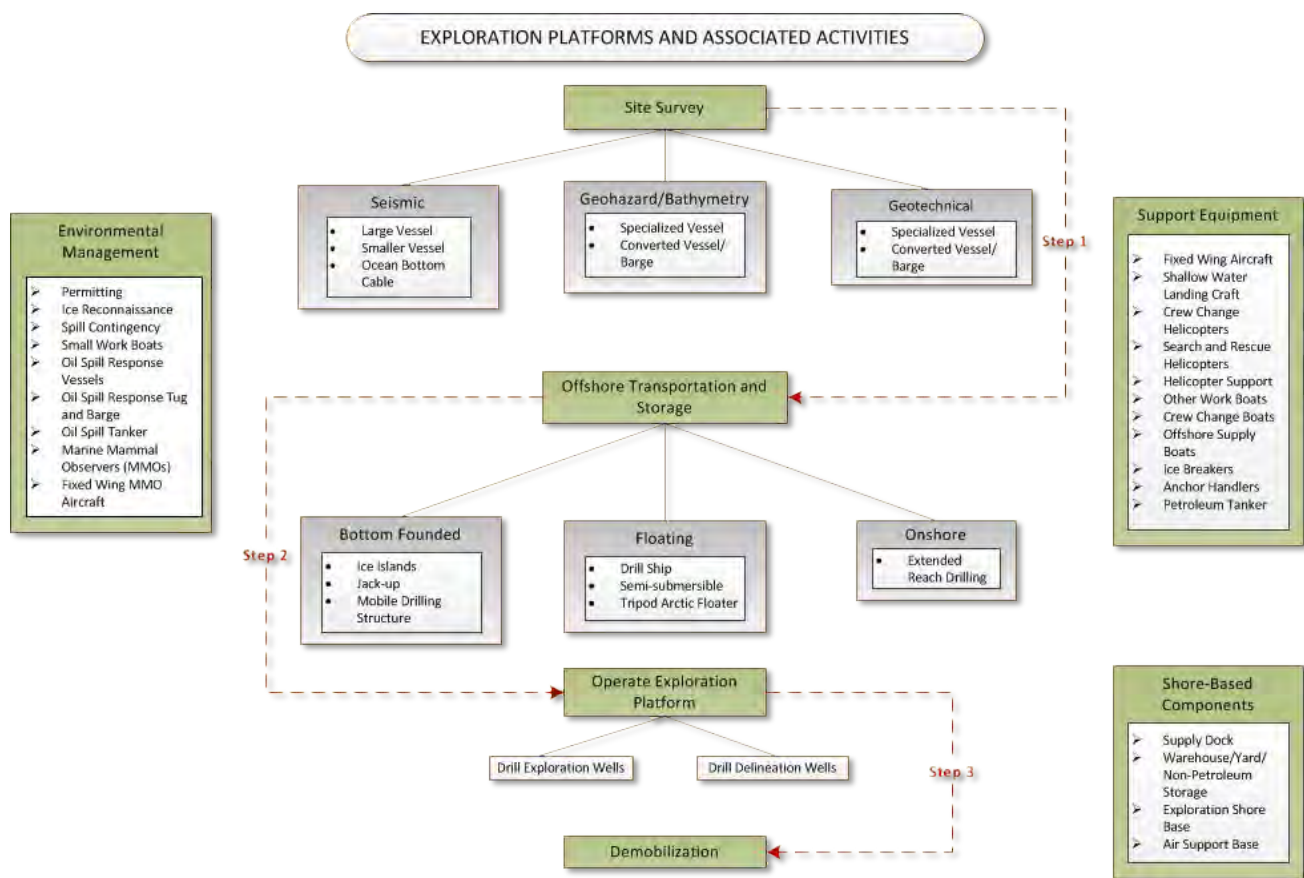 EXPLORATION PLATFORMS AND ASSOCIATED ACTIVITIES
Site Survey
Seismic
• Large Vessel
• Smaller Vessel
• Ocean Bottom
Cable
Geohazard/Bathymetry
• Specialized Vessel
• Converted Vessel/
Barge
Geotechnical
• Specialized Vessel
• Converted Vessel/
Barge
Step 1
Environmental
Management
➢ Permitting
➢ Ice Reconnaissance
➢ Spill Contingency
➢ Small Work Boats
➢ Oil Spill Response
Vessels
➢ Oil Spill Response Tug
and Barge
➢ Oil Spill Tanker
➢ Marine Mammal
Observers (MMOs)
➢ Fixed Wing MMO
Aircraft
Support Equipment
➢ Fixed Wing Aircraft
➢ Shallow Water
Landing Craft
➢ Crew Change
Helicopters
➢ Search and Rescue
Helicopters
➢ Helicopter Support
➢ Other Work Boats
➢ Crew Change Boats
➢ Offshore Supply
Boats
➢ Ice Breakers
➢ Anchor Handlers
➢ Petroleum Tanker
Offshore Transportation and
Storage
Step 2
Bottom Founded
• Ice Islands
• Jack-up
• Mobile Drilling
Structure
Floating
• Drill Ship
• Semi-submersible
• Tripod Arctic Floater
Onshore
• Extended
Reach Drilling
Operate Exploration
Platform
Drill Exploration Wells
Drill Delineation Wells
Step 3
Demobilization
Shore-Based
Components
➢ Supply Dock
➢ Warehouse/Yard/
Non-Petroleum
Storage
➢ Exploration Shore
Base
➢ Air Support Base